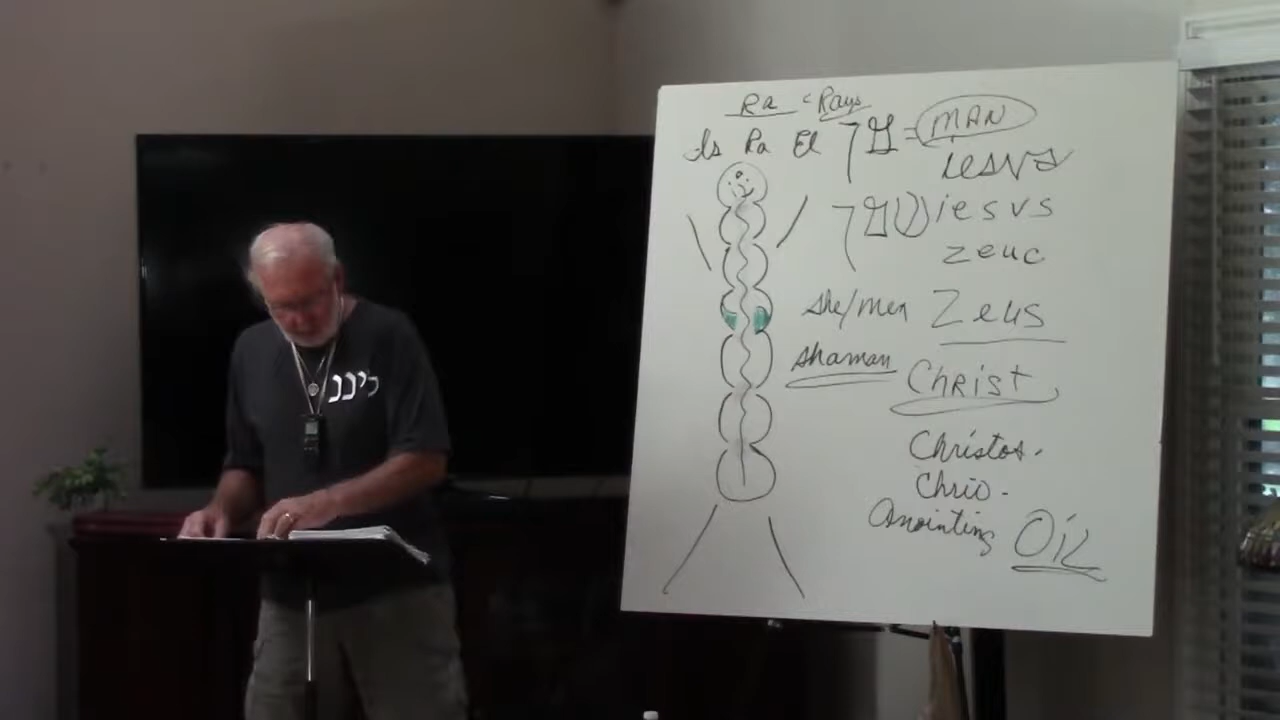 Ra < Rays
Is Ra El = MAN
iesvs
iesvs
zeuc
she/men Zeus
shaman
Christ
Christos.
Chrio.
Anointing OiL